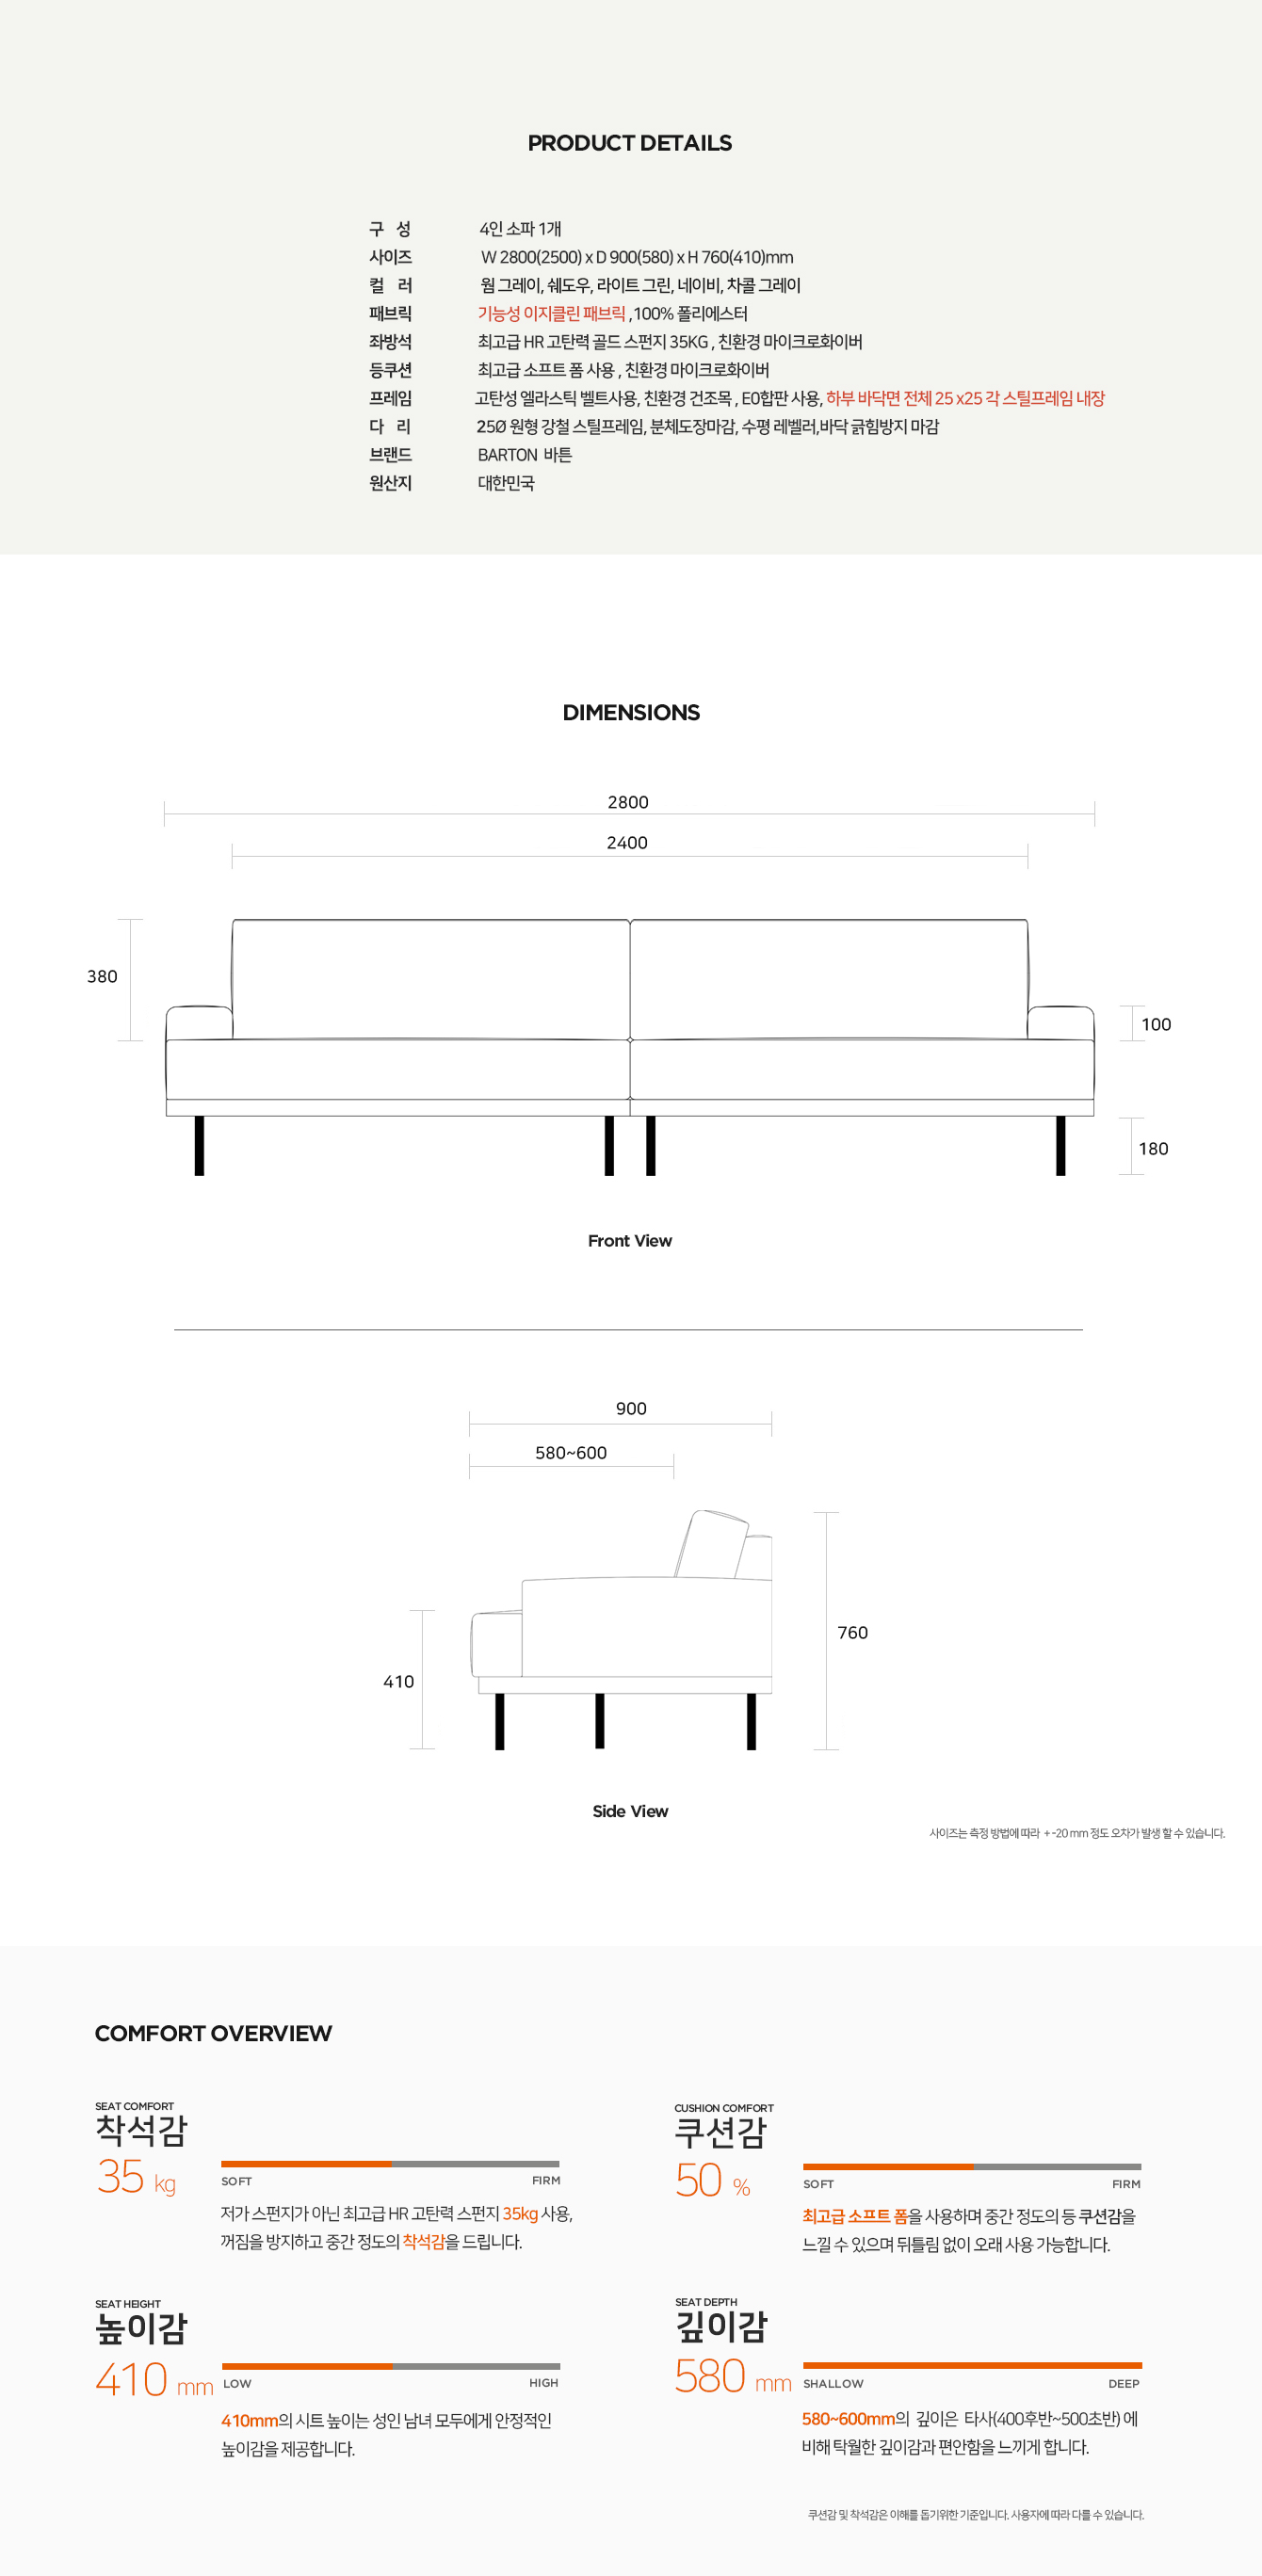 PRODUCT DETAILS
구 성 4인 소파 1개
사이즈 W 2800(2500) x D 900(580) x H 760(410)mm
컬 러 웜 그레이, 쉐도우, 라이트 그린, 네이비, 차콜 그레이
패브릭 기능성 이지클린 패브릭 ,100% 폴리에스터
좌방석 최고급 HR 고탄력 골드 스펀지 35KG , 친환경 마이크로화이버
등쿠션 최고급 소프트 폼 사용 , 친환경 마이크로화이버
프레임 고탄성 엘라스틱 벨트사용, 친환경 건조목 , E0합판 사용, 하부 바닥면 전체 25 x25 각 스틸프레임 내장
다 리 25Ø 원형 강철 스틸프레임, 분체도장마감, 수평 레벨러,바닥 긁힘방지 마감
브랜드 BARTON 바튼
원산지 대한민국
DIMENSIONS
2800
2400
380
100
180
Front View
900
580~600
760
410
Side View
사이즈는 측정 방법에 따라 + -20 mm 정도 오차가 발생 할 수 있습니다.
COMFORT OVERVIEW
SEAT COMFORT
착석감
35 kg
SOFT FIRM
저가 스펀지가 아닌 최고급 HR 고탄력 스펀지 35kg 사용,
꺼짐을 방지하고 중간 정도의 착석감을 드립니다.
CUSHION COMFORT
쿠션감
50 %
SOFT FIRM
최고급 소프트 폼을 사용하며 중간 정도의 등 쿠션감을
느낄 수 있으며 뒤틀림 없이 오래 사용 가능합니다.
SEAT HEIGHT
높이감
410 mm
LOW HIGH
410mm의 시트 높이는 성인 남녀 모두에게 안정적인
높이감을 제공합니다.
SEAT DEPTH
깊이감
580 mm
SHALLOW DEEP
580~600mm의 깊이은 타사(400후반~500초반) 에
비해 탁월한 깊이감과 편안함을 느끼게 합니다.
쿠션감 및 착석감은 이해를 돕기위한 기준입니다. 사용자에 따라 다를 수 있습니다.